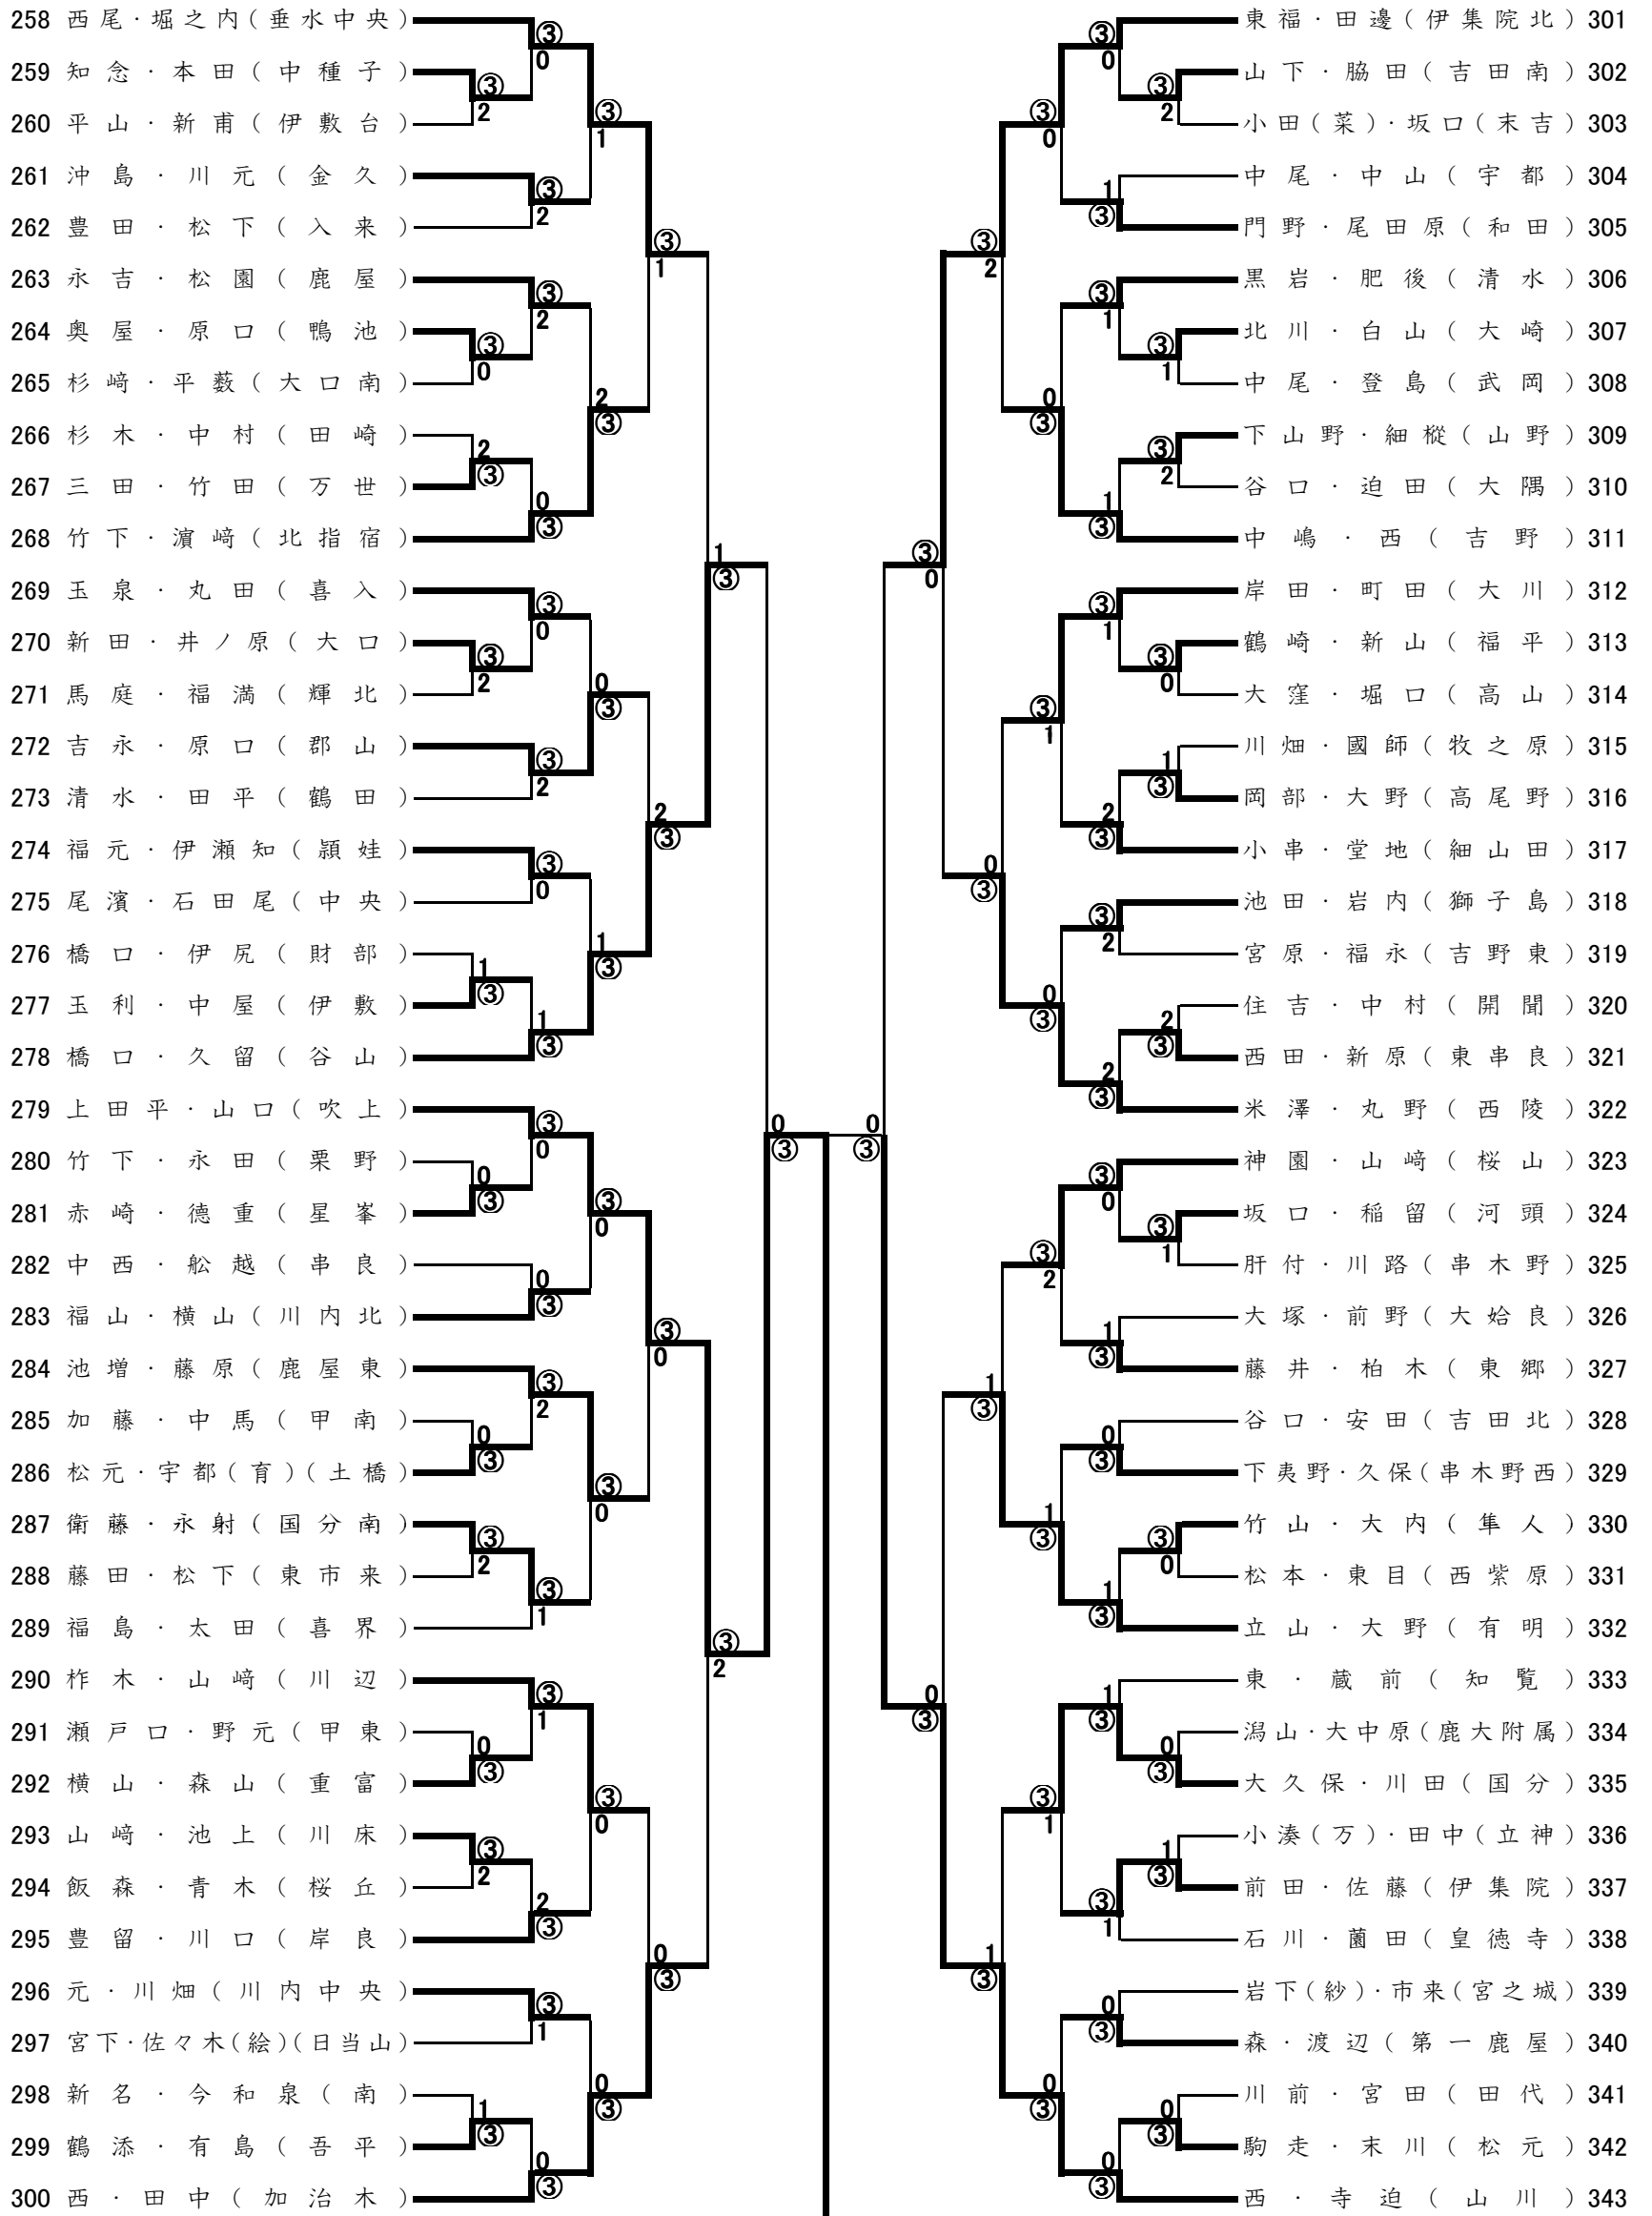 258 西尾・堀之内(垂水中央)
259 知念・本田(中種子)
260 平山・新甫(伊敷台)
261 沖島・川元(金久)
262 豊田・松下(入来)
263 永吉・松園(鹿屋)
264 奥屋・原口(鴨池)
265 杉﨑・平薮(大口南)
266 杉木・中村(田崎)
267 三田・竹田(万世)
268 竹下・濵﨑(北指宿)
269 玉泉・丸田(喜入)
270 新田・井ノ原(大口)
271 馬庭・福満(輝北)
272 吉永・原口(郡山)
273 清水・田平(鶴田)
274 福元・伊瀬知(頴娃)
275 尾濱・石田尾(中央)
276 橋口・伊尻(財部)
277 玉利・中屋(伊敷)
278 橋口・久留(谷山)
279 上田平・山口(吹上)
280 竹下・永田(栗野)
281 赤崎・德重(星峯)
282 中西・舩越(串良)
283 福山・横山(川内北)
284 池増・藤原(鹿屋東)
285 加藤・中馬(甲南)
286 松元・宇都(育)(土橋)
287 衛藤・永射(国分南)
288 藤田・松下(東市来)
289 福島・太田(喜界)
290 柞木・山﨑(川辺)
291 瀬戸口・野元(甲東)
292 横山・森山(重富)
293 山﨑・池上(川床)
294 飯森・青木(桜丘)
295 豊留・川口(岸良)
296 元・川畑(川内中央)
297 宮下・佐々木(絵)(日当山)
298 新名・今和泉(南)
299 鶴添・有島(吾平)
300 西・田中(加治木)
東福・田邊(伊集院北) 301
山下・脇田(吉田南) 302
小田(菜)・坂口(末吉) 303
中尾・中山(宇都) 304
門野・尾田原(和田) 305
黒岩・肥後(清水) 306
北川・白山(大崎) 307
中尾・登島(武岡) 308
下山野・細樅(山野) 309
谷口・迫田(大隅) 310
中嶋・西(吉野) 311
岸田・町田(大川) 312
鶴崎・新山(福平) 313
大窪・堀口(高山) 314
川畑・國師(牧之原) 315
岡部・大野(高尾野) 316
小串・堂地(細山田) 317
池田・岩内(獅子島) 318
宮原・福永(吉野東) 319
住吉・中村(開聞) 320
西田・新原(東串良) 321
米澤・丸野(西陵) 322
神園・山﨑(桜山) 323
坂口・稲留(河頭) 324
肝付・川路(串木野) 325
大塚・前野(大姶良) 326
藤井・柏木(東郷) 327
谷口・安田(吉田北) 328
下夷野・久保(串木野西) 329
竹山・大内(隼人) 330
松本・東目(西紫原) 331
立山・大野(有明) 332
東・蔵前(知覧) 333
潟山・大中原(鹿大附属) 334
大久保・川田(国分) 335
小湊(万)・田中(立神) 336
前田・佐藤(伊集院) 337
石川・薗田(皇徳寺) 338
岩下(紗)・市来(宮之城) 339
森・渡辺(第一鹿屋) 340
川前・宮田(田代) 341
駒走・末川(松元) 342
西・寺迫(山川) 343